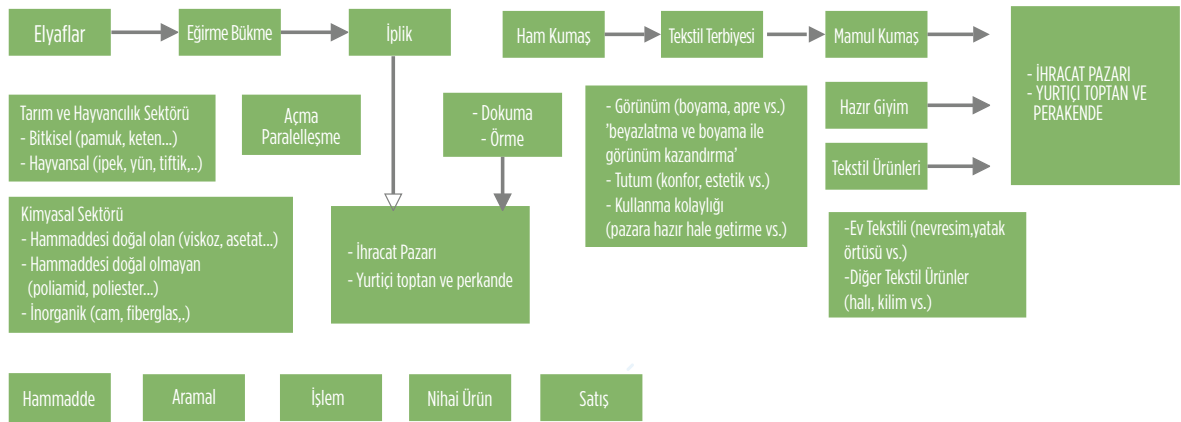 Elyaflar
Eğirme Bükme
İplik
Ham Kumaş
Tekstil Terbiyesi
Mamul Kumaş
- İHRACAT PAZARI
- YURTİÇİ TOPTAN VE
PERAKENDE
Hazır Giyim
Tekstil Ürünleri
Tarım ve Hayvancılık Sektörü
- Bitkisel (pamuk, keten...)
- Hayvansal (ipek, yün, tiftik,..)
Açma
Paralelleşme
- Dokuma
- Örme
- Görünüm (boyama, apre vs.)
'beyazlatma ve boyama ile
görünüm kazandırma'
- Tutum (konfor, estetik vs.)
- Kullanma kolaylığı
(pazara hazır hale getirme vs.)
Kimyasal Sektörü
- Hammaddesi doğal olan (viskoz, asetat...)
- Hammaddesi doğal olmayan
(poliamid, poliester...)
- İnorganik (cam, fiberglas,.)
- İhracat Pazarı
- Yurtiçi toptan ve perkande
-Ev Tekstili (nevresim,yatak
örtüsü vs.)
-Diğer Tekstil Ürünler
(halı, kilim vs.)
Hammadde
Aramal
İşlem
Nihai Ürün
Satış